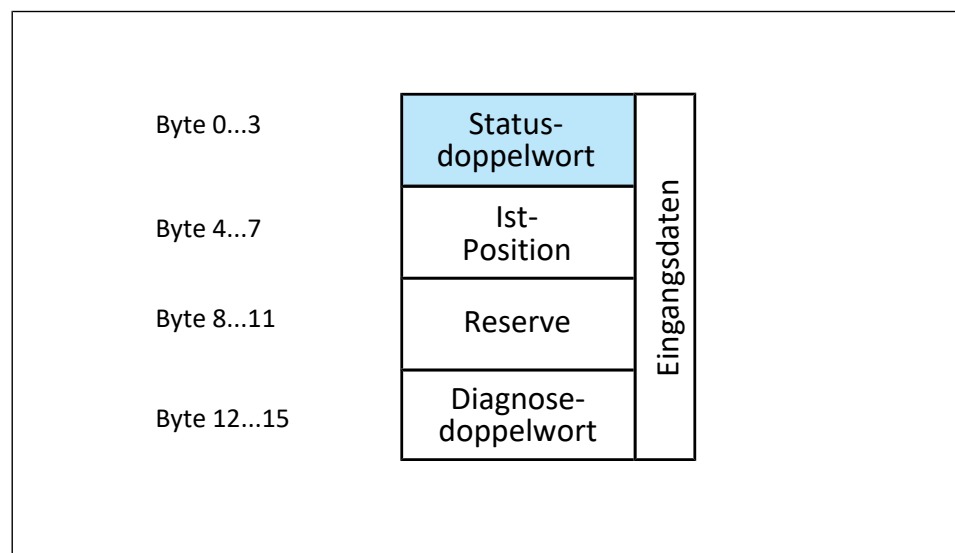 Byte 0...3
Status-
doppelwort
Byte 4...7
Ist-
Position
Byte 8...11
Reserve
Byte 12...15
Diagnose-
doppelwort
Eingangsdaten